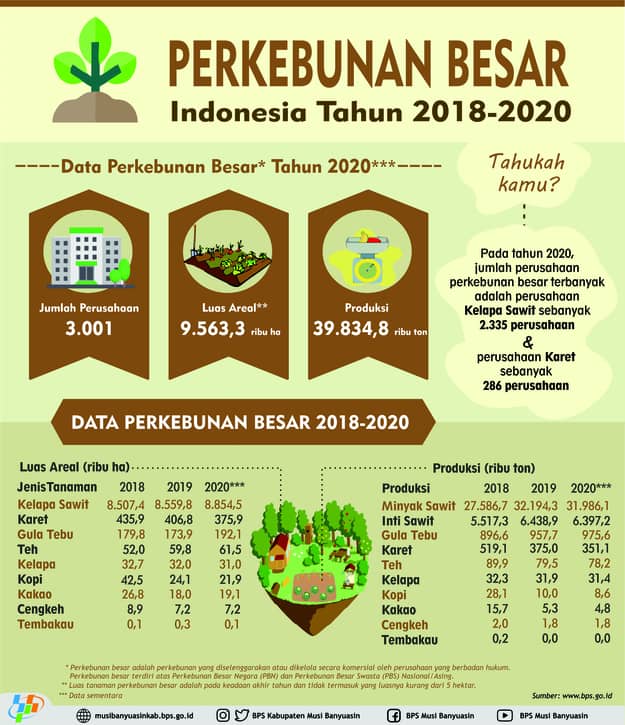 PERKEBUNAN BESAR
Indonesia Tahun 2018-2020
Data Perkebunan Besar* Tahun 2020***
Jumlah Perusahaan
3.001
Luas Areal**
9.563,3 ribu ha
Produksi
39.834,8 ribu ton
Tahukah
kamu?
Pada tahun 2020,
jumlah perusahaan
perkebunan besar terbanyak
adalah perusahaan
Kelapa Sawit sebanyak
2.335 perusahaan
&
perusahaan Karet
sebanyak
286 perusahaan
DATA PERKEBUNAN BESAR 2018-2020
Luas Areal (ribu ha)
JenisTanaman 2018 2019 2020***
Kelapa Sawit 8.507,4 8.559,8 8.854,5
Karet 435,9 406,8 375,9
Gula Tebu 179,8 173,9 192,1
Teh 52,0 59,8 61,5
Kelapa 32,7 32,0 31,0
Kopi 42,5 24,1 21,9
Kakao 26,8 18,0 19,1
Cengkeh 8,9 7,2 7,2
Tembakau 0,1 0,3 0,1
Produksi (ribu ton)
Produksi 2018 2019 2020***
Minyak Sawit 27.586,7 32.194,3 31.986,1
Inti Sawit 5.517,3 6.438,9 6.397,2
Gula Tebu 896,6 957,7 975,6
Karet 519,1 375,0 351,1
Teh 89,9 79,5 78,2
Kelapa 32,3 31,9 31,4
Kopi 28,1 10,0 8,6
Kakao 15,7 5,3 4,8
Cengkeh 2,0 1,8 1,8
Tembakau 0,2 0,0 0,0
* Perkebunan besar adalah perkebunan yang diselenggarakan atau dikelola secara komersial oleh perusahaan yang berbadan hukum.
Perkebunan besar terdiri atas Perkebunan Besar Negara (PBN) dan Perkebunan Besar Swasta (PBS) Nasional/Asing.
** Luas tanaman perkebunan besar adalah pada keadaan akhir tahun dan tidak termasuk yang luasnya kurang dari 5 hektar.
*** Data sementara
Sumber: www.bps.go.id
musibanyuasinkab.bps.go.id
BPS Kabupaten Musi Banyuasin
BPS Musi Banyuasin
BPS Musi Banyuasin